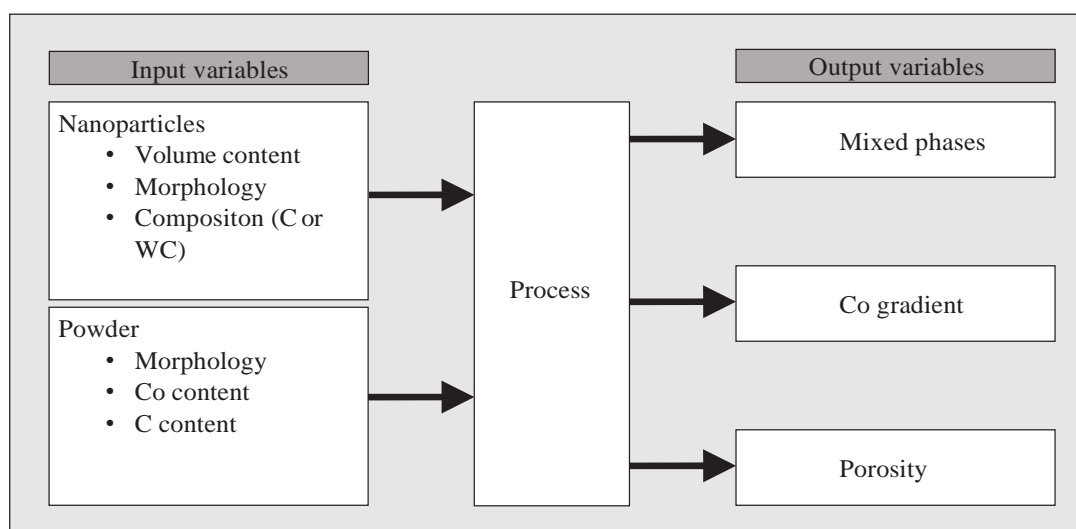 Input variables
Nanoparticles
• Volume content
• Morphology
• Compositon (C or
WC)
Powder
• Morphology
• Co content
• C content
Process
Output variables
Mixed phases
Co gradient
Porosity